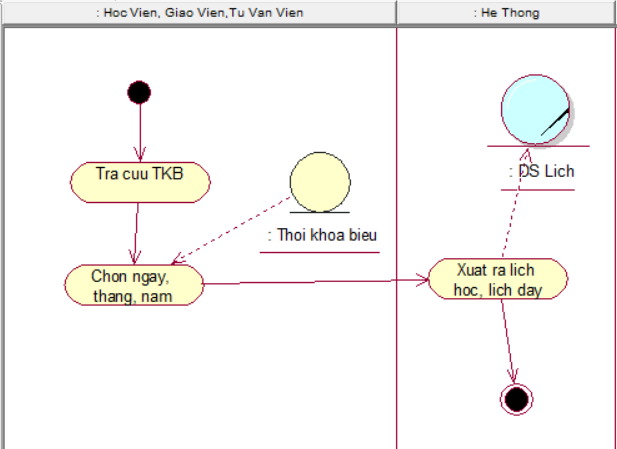 : Hoc Vien, Giao Vien,Tu Van Vien
: He Thong
Tra cuu TKB
: Thoi khoa bieu
Chon ngay,
thang, nam
: DS Lich
Xuat ra lich
hoc, lich day